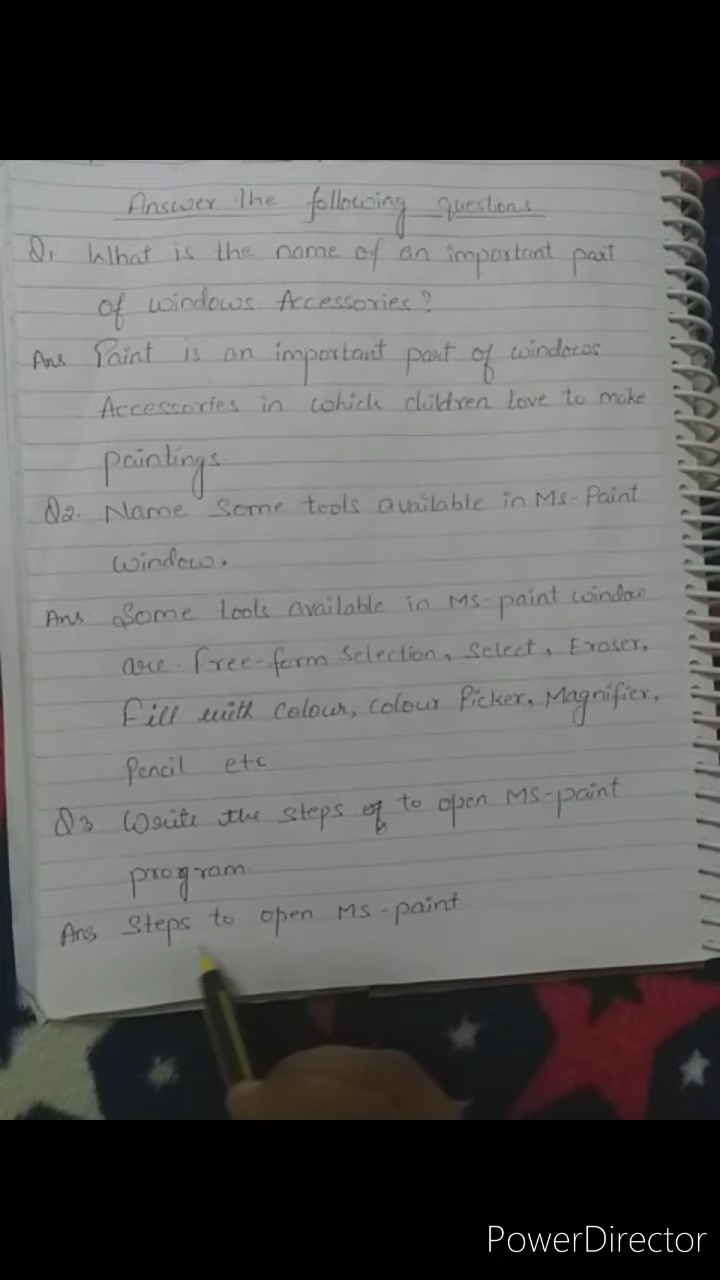 Answer the following questions
Q1 What is the name of an important part
of windows Accessories?
Ans Paint is an important part of windows
Accessories in which children love to make
paintings.
Q2. Name some tools available in Ms-Paint
window.
Ans Some tools available in Ms-paint window
are Free-form Selection, Select, Eraser,
Fill with Colour, Colour Picker, Magnifier,
Pencil etc
Q3 Write the steps of to open MS-paint
program
Ans Steps to open MS-paint
PowerDirector